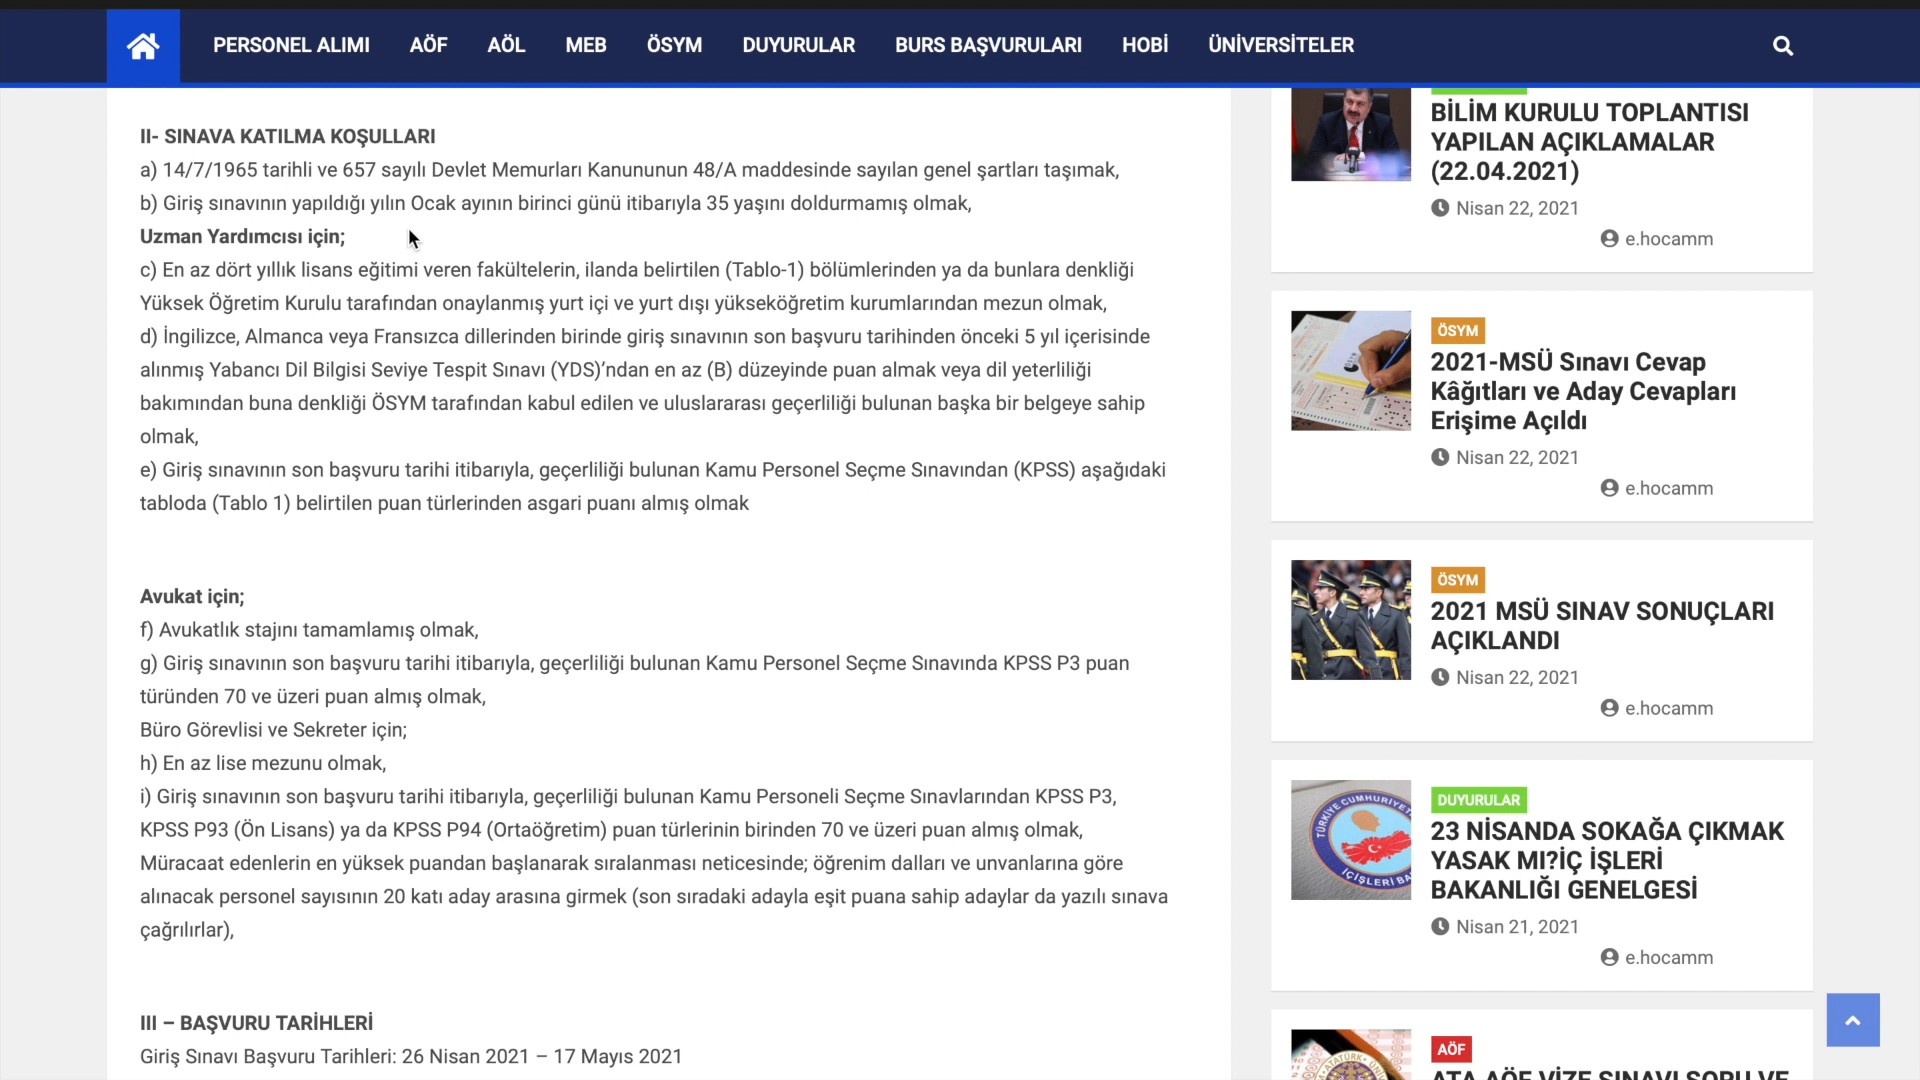 PERSONEL ALIMI AÖF AÖL MEB ÖSYM DUYURULAR BURS BAŞVURULARI HOBİ ÜNİVERSİTELER
II- SINAVA KATILMA KOŞULLARI
a) 14/7/1965 tarihli ve 657 sayılı Devlet Memurları Kanununun 48/A maddesinde sayılan genel şartları taşımak,
b) Giriş sınavının yapıldığı yılın Ocak ayının birinci günü itibarıyla 35 yaşını doldurmamış olmak,
Uzman Yardımcısı için;
c) En az dört yıllık lisans eğitimi veren fakültelerin, ilanda belirtilen (Tablo-1) bölümlerinden ya da bunlara denkliği
Yüksek Öğretim Kurulu tarafından onaylanmış yurt içi ve yurt dışı yükseköğretim kurumlarından mezun olmak,
d) İngilizce, Almanca veya Fransızca dillerinden birinde giriş sınavının son başvuru tarihinden önceki 5 yıl içerisinde
alınmış Yabancı Dil Bilgisi Seviye Tespit Sınavı (YDS)’ndan en az (B) düzeyinde puan almak veya dil yeterliliği
bakımından buna denkliği ÖSYM tarafından kabul edilen ve uluslararası geçerliliği bulunan başka bir belgeye sahip
olmak,
e) Giriş sınavının son başvuru tarihi itibarıyla, geçerliliği bulunan Kamu Personel Seçme Sınavından (KPSS) aşağıdaki
tabloda (Tablo 1) belirtilen puan türlerinden asgari puanı almış olmak
Avukat için;
f) Avukatlık stajını tamamlamış olmak,
g) Giriş sınavının son başvuru tarihi itibarıyla, geçerliliği bulunan Kamu Personel Seçme Sınavında KPSS P3 puan
türünden 70 ve üzeri puan almış olmak,
Büro Görevlisi ve Sekreter için;
h) En az lise mezunu olmak,
i) Giriş sınavının son başvuru tarihi itibarıyla, geçerliliği bulunan Kamu Personeli Seçme Sınavlarından KPSS P3,
KPSS P93 (Ön Lisans) ya da KPSS P94 (Ortaöğretim) puan türlerinin birinden 70 ve üzeri puan almış olmak,
Müracaat edenlerin en yüksek puandan başlanarak sıralanması neticesinde; öğrenim dalları ve unvanlarına göre
alınacak personel sayısının 20 katı aday arasına girmek (son sıradaki adayla eşit puana sahip adaylar da yazılı sınava
çağrılırlar),
III – BAŞVURU TARİHLERİ
Giriş Sınavı Başvuru Tarihleri: 26 Nisan 2021 – 17 Mayıs 2021
BİLİM KURULU TOPLANTISI
YAPILAN AÇIKLAMALAR
(22.04.2021)
Nisan 22, 2021
e.hocamm
ÖSYM
2021-MSÜ Sınavı Cevap
Kâğıtları ve Aday Cevapları
Erişime Açıldı
Nisan 22, 2021
e.hocamm
ÖSYM
2021 MSÜ SINAV SONUÇLARI
AÇIKLANDI
Nisan 22, 2021
e.hocamm
TÜRKİYE CUMHURİYET
İÇİŞLERİ BA
DUYURULAR
23 NİSANDA SOKAĞA ÇIKMAK
YASAK MI?İÇ İŞLERİ
BAKANLIĞI GENELGESİ
Nisan 21, 2021
e.hocamm
AÖF
ATA AÖF VİZE SINAVI SORU VE